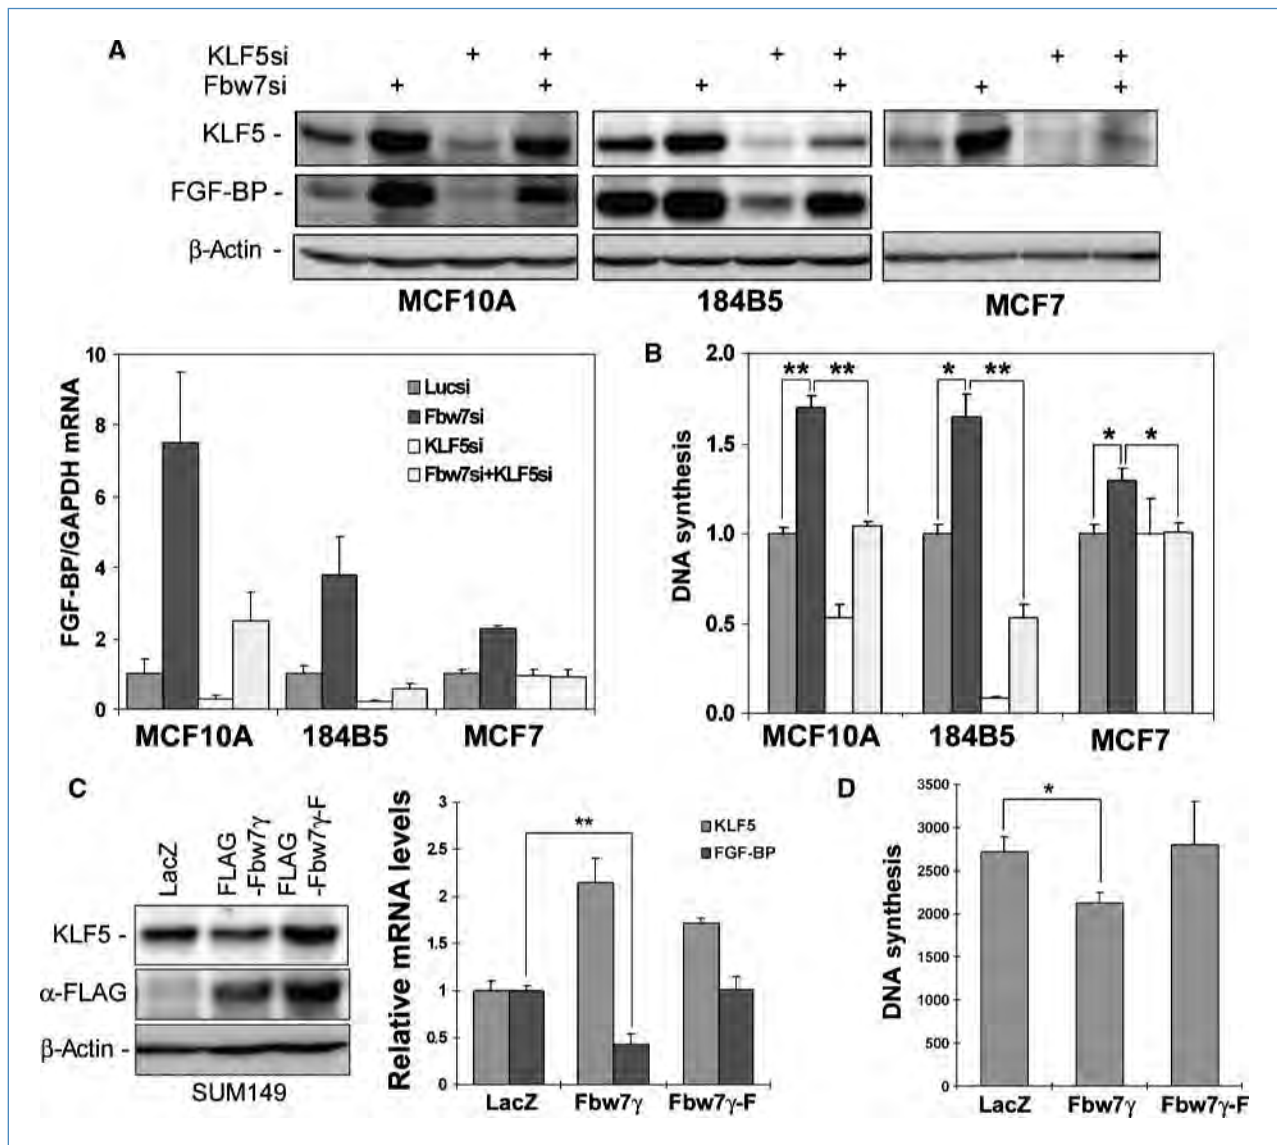 A
KLF5si + + + + + +
Fbw7si + + + + + +
KLF5 -
FGF-BP -
β-Actin -
MCF10A 184B5 MCF7
FGF-BP/GAPDH mRNA
10
8
6
4
2
0
Lucsi
Fbw7si
KLF5si
Fbw7si+KLF5si
MCF10A 184B5 MCF7
B
DNA synthesis
2.0
1.5
1.0
0.5
0.0
** ** * ** * *
MCF10A 184B5 MCF7
C
LacZ
FLAG
-Fbw7γ
FLAG
-Fbw7γ-F
KLF5 -
α-FLAG
β-Actin -
SUM149
Relative mRNA levels
3
2.5
2
1.5
1
0.5
0
**
KLF5
FGF-BP
LacZ Fbw7γ Fbw7γ-F
D
DNA synthesis
3500
3000
2500
2000
1500
1000
500
0
*
LacZ Fbw7γ Fbw7γ-F